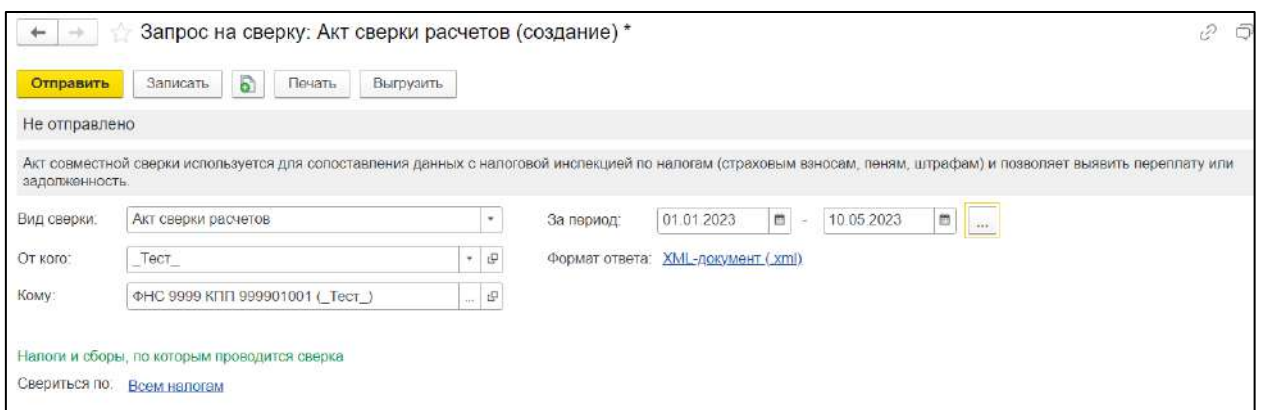 Запрос на сверку: Акт сверки расчетов (создание) *
Отправить Записать Печать Выгрузить
Не отправлено
Акт совместной сверки используется для сопоставления данных с налоговой инспекцией по налогам (страховым взносам, пеням, штрафам) и позволяет выявить переплату или
задолженность.
Вид сверки: Акт сверки расчетов За период: 01.01.2023 - 10.05.2023 ...
От кого: _Тест_ Формат ответа: XML-документ (.xml)
Кому: ФНС 9999 КПП 999901001 (_Тест_) ...
Налоги и сборы, по которым проводится сверка
Свериться по: Всем налогам